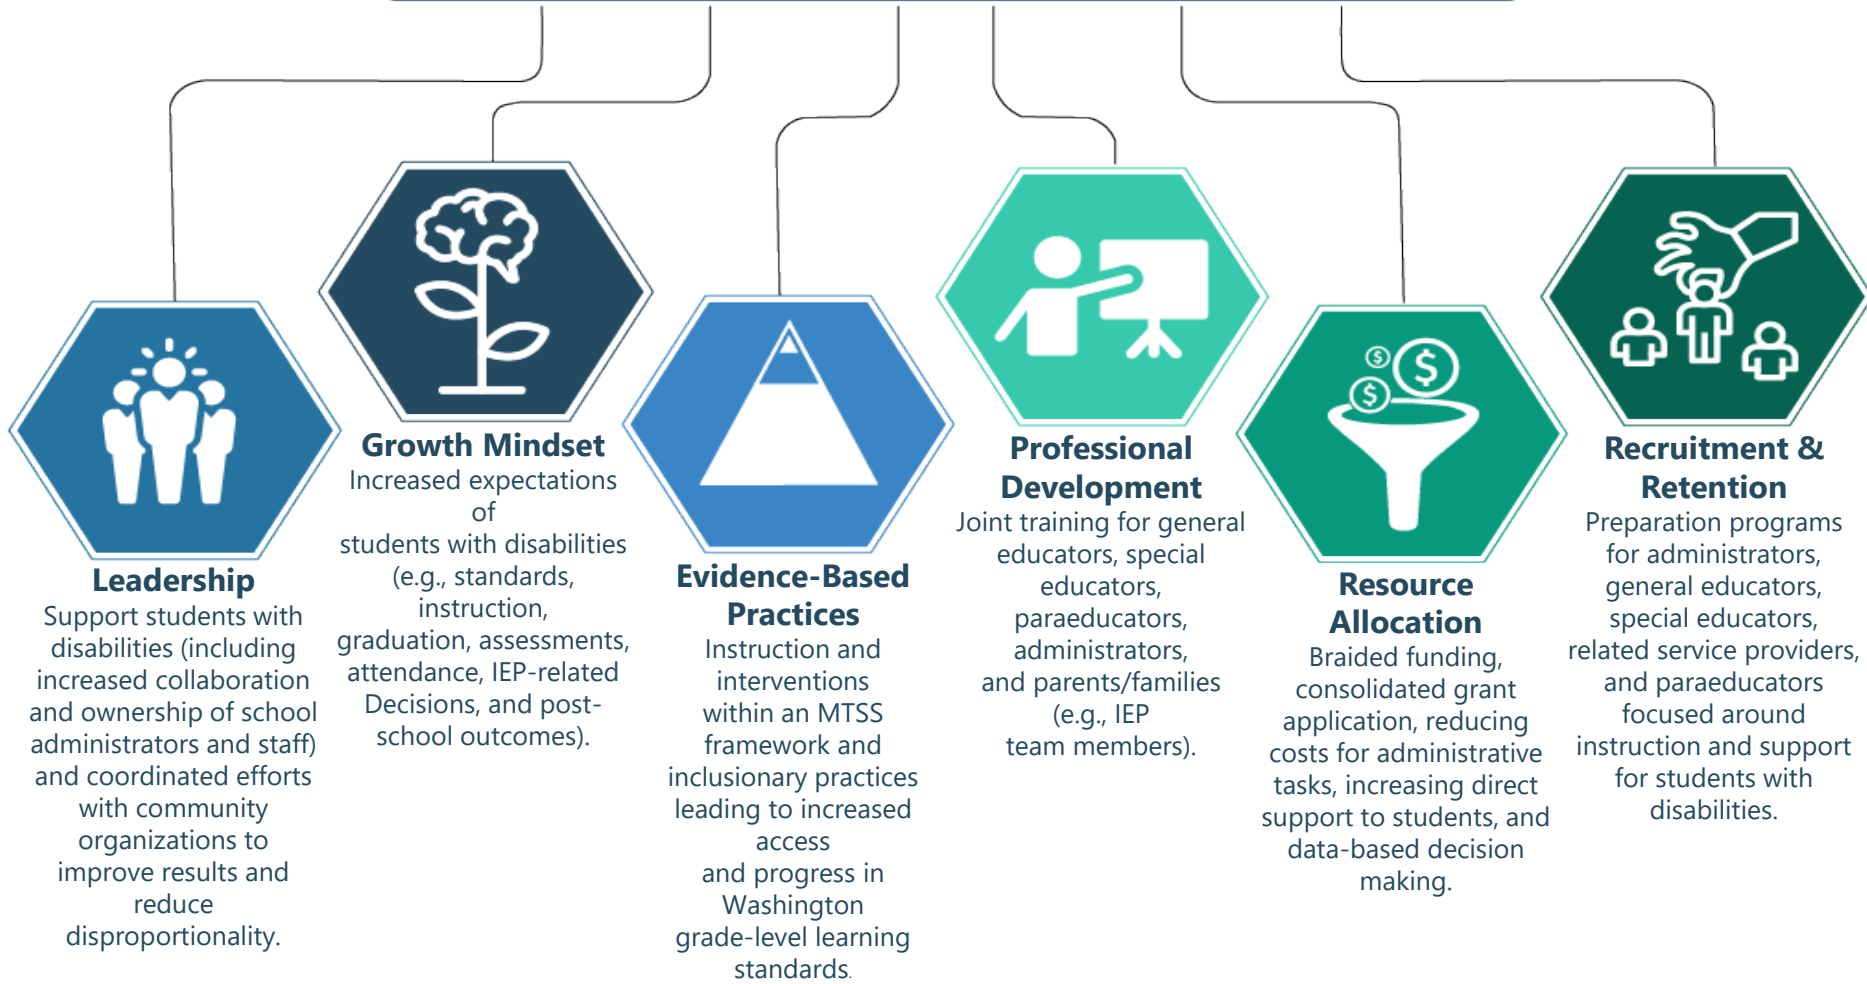 Leadership
Support students with
disabilities (including
increased collaboration
and ownership of school
administrators and staff)
and coordinated efforts
with community
organizations to
improve results and
reduce
disproportionality.
Growth Mindset
Increased expectations
of
students with disabilities
(e.g., standards,
instruction,
graduation, assessments,
attendance, IEP-related
Decisions, and post-
school outcomes).
Evidence-Based
Practices
Instruction and
interventions
within an MTSS
framework and
inclusionary practices
leading to increased
access
and progress in
Washington
grade-level learning
standards.
Professional
Development
Joint training for general
educators, special
educators,
paraeducators,
administrators,
and parents/families
(e.g., IEP
team members).
$
$
$
Resource
Allocation
Braided funding,
consolidated grant
application, reducing
costs for administrative
tasks, increasing direct
support to students, and
data-based decision
making.
Recruitment &
Retention
Preparation programs
for administrators,
general educators,
special educators,
related service providers,
and paraeducators
focused around
instruction and support
for students with
disabilities.